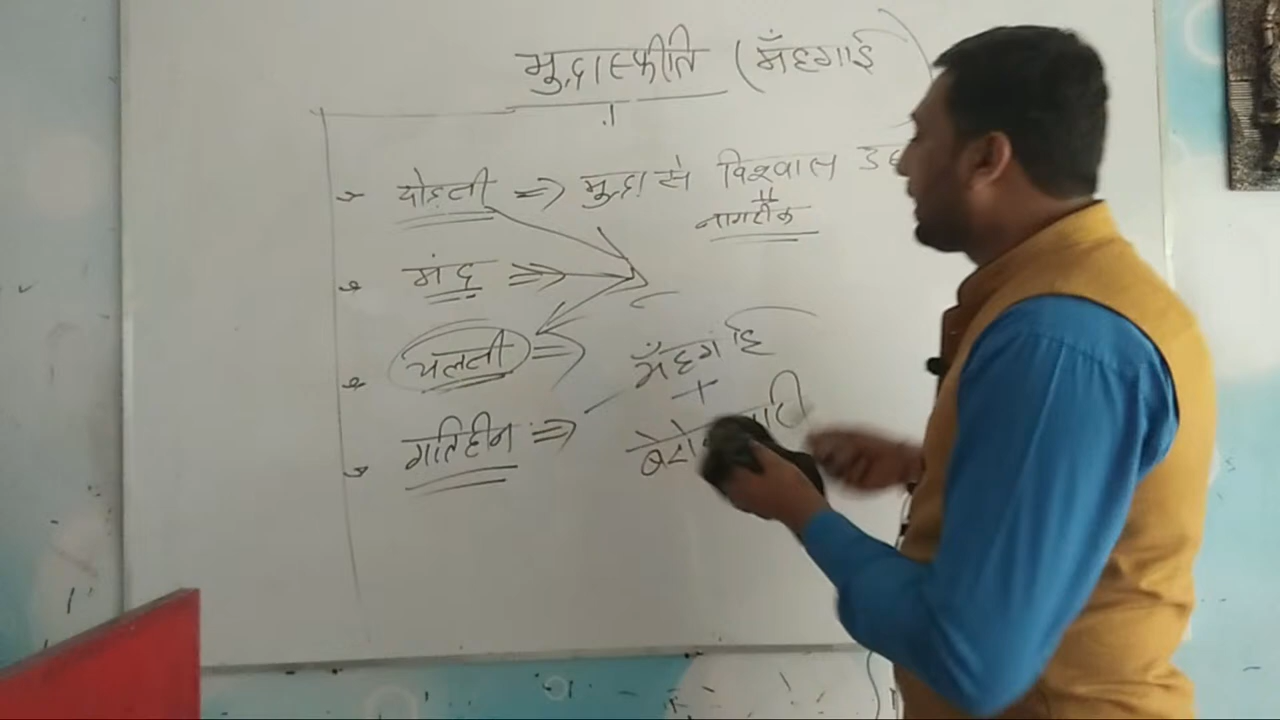 मुद्रास्फीति (मँहगाई
दोड़ती ⇒ मुद्रा से विश्वास
नागरीक
मंद ⇒
चलती ⇒ मँहगाई
+
गतिहीन ⇒